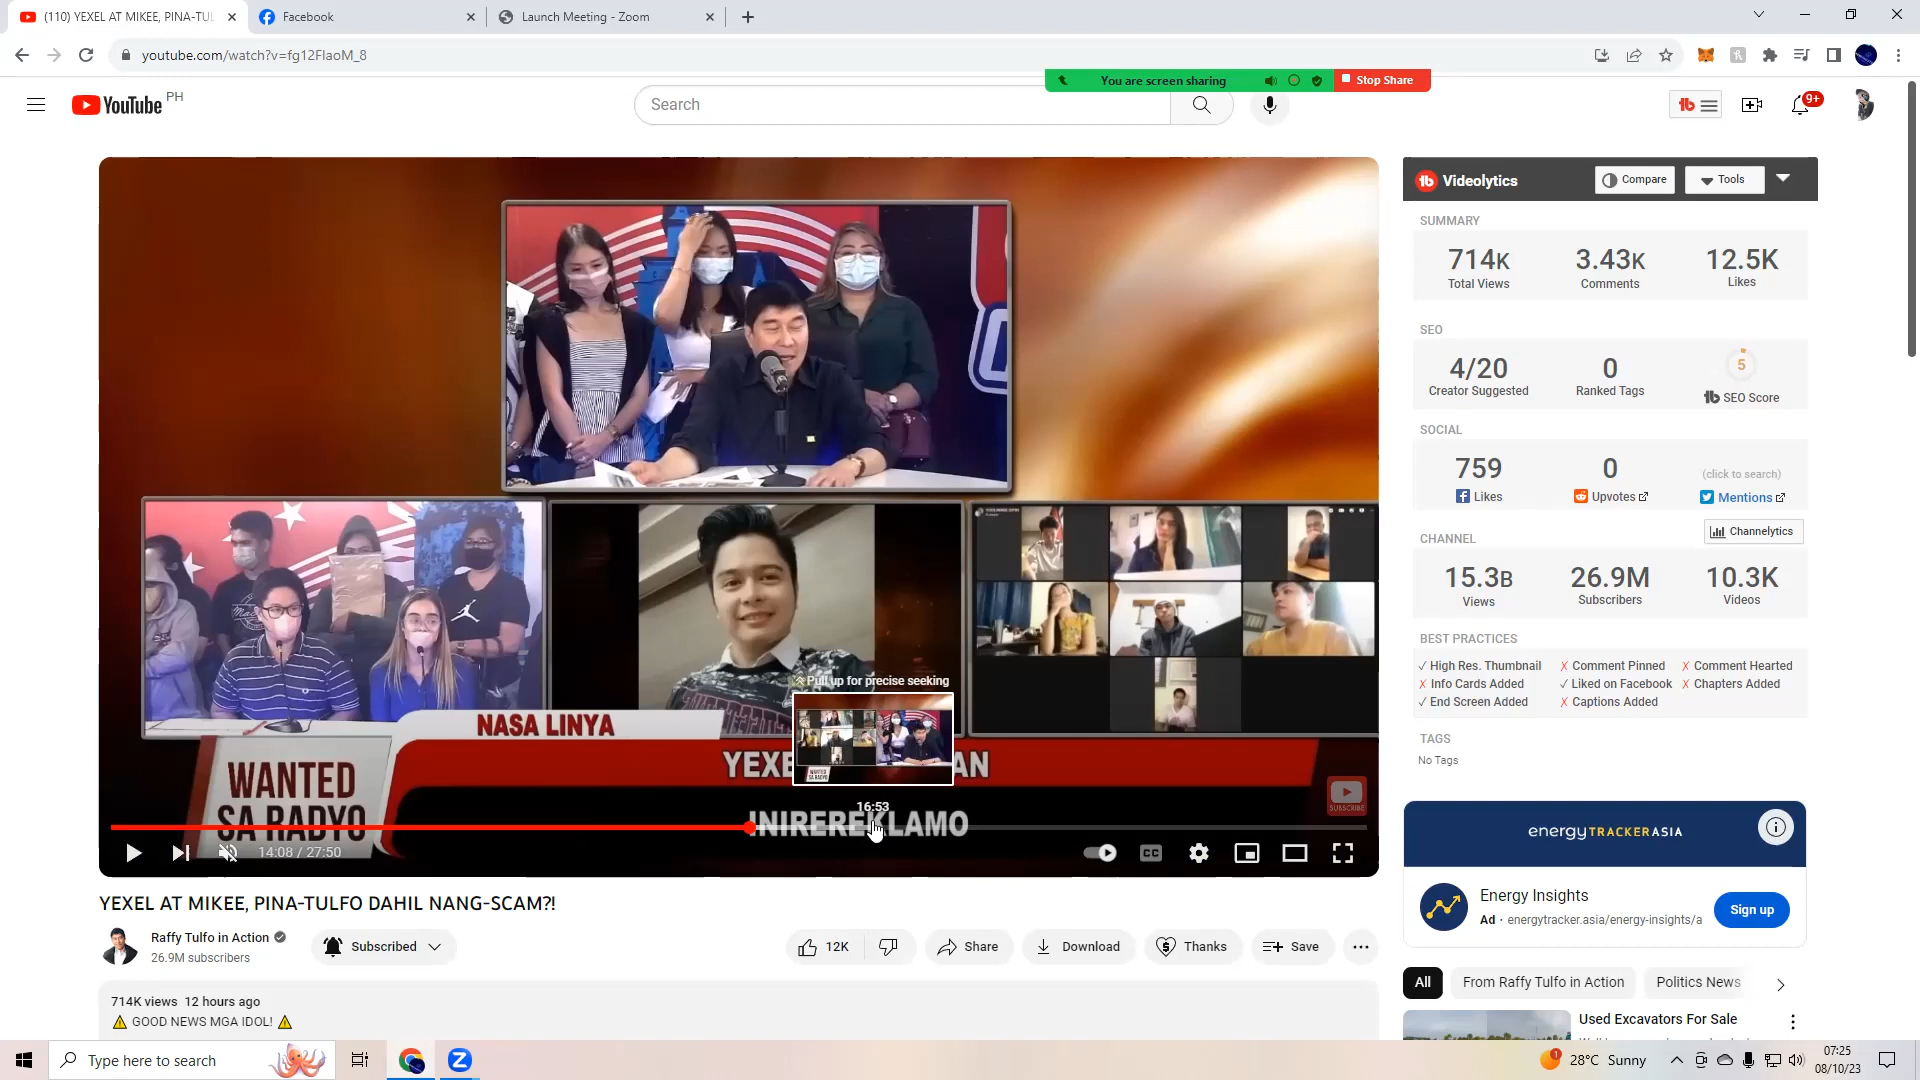 (110) YEXEL AT MIKEE, PINA-TUL
Facebook
Launch Meeting - Zoom
youtube.com/watch?v=fg12FIaoM_8
You are screen sharing
Stop Share
YouTube PH
Search
9+
Videolytics
Compare
Tools
SUMMARY
714K
3.43K
12.5K
Total Views
Comments
Likes
SEO
4/20
0
5
Creator Suggested
Ranked Tags
SEO Score
SOCIAL
759
0
(click to search)
Likes
Upvotes
Mentions
CHANNEL
Channelytics
15.3B
26.9M
10.3K
Views
Subscribers
Videos
BEST PRACTICES
✓ High Res. Thumbnail
✗ Comment Pinned
✗ Comment Hearted
✗ Info Cards Added
✓ Liked on Facebook
✗ Chapters Added
✓ End Screen Added
✗ Captions Added
TAGS
No Tags
Pull up for precise seeking
NASA LINYA
WANTED
SA RADYO
YEXE
AN
INIREREKLAMO
SUBSCRIBE
16:53
14:08 / 27:50
CC
YEXEL AT MIKEE, PINA-TULFO DAHIL NANG-SCAM?!
Raffy Tulfo in Action
26.9M subscribers
Subscribed
12K
Share
Download
Thanks
Save
714K views 12 hours ago
⚠ GOOD NEWS MGA IDOL! ⚠
energyTRACKERASIA
Energy Insights
Ad · energytracker.asia/energy-insights/a
Sign up
All
From Raffy Tulfo in Action
Politics News
Used Excavators For Sale
Type here to search
1
28°C Sunny
07:25
08/10/23